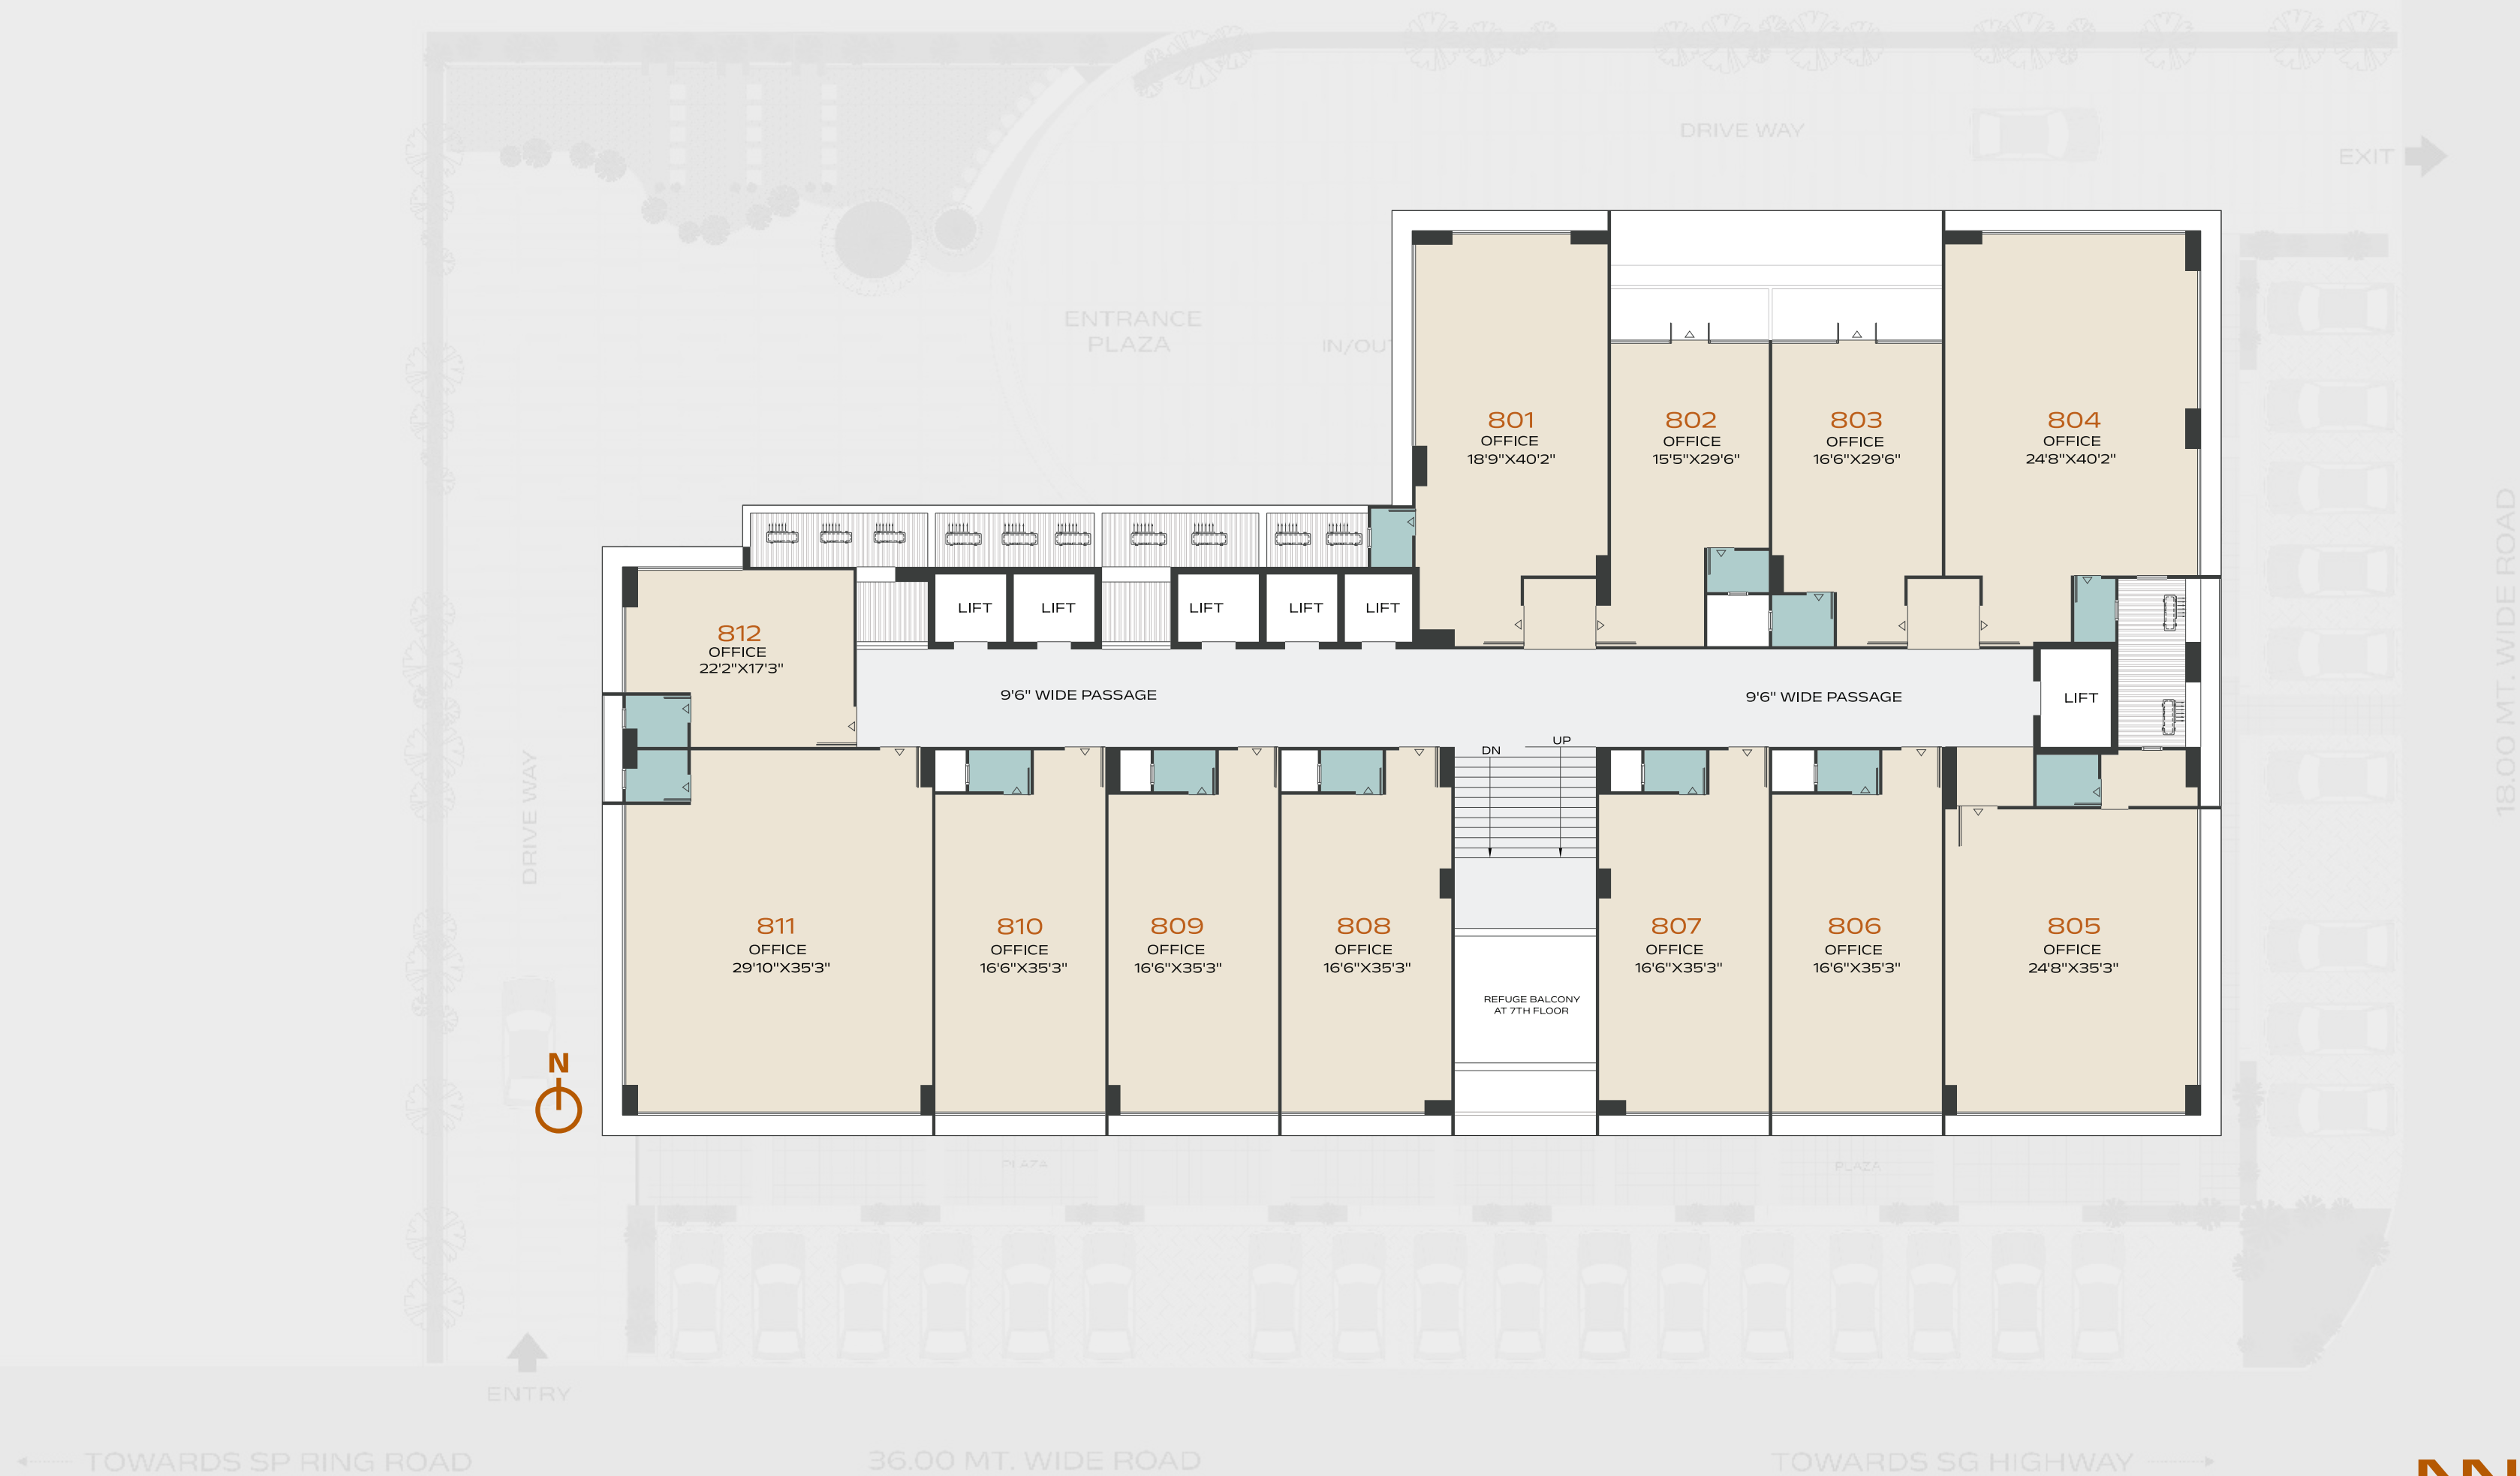 DRIVE WAY
EXIT
ENTRANCE
PLAZA
IN/OUT
801
OFFICE
18'9"X40'2"
802
OFFICE
15'5"X29'6"
803
OFFICE
16'6"X29'6"
804
OFFICE
24'8"X40'2"
812
OFFICE
22'2"X17'3"
LIFT
LIFT
LIFT
LIFT
LIFT
9'6" WIDE PASSAGE
9'6" WIDE PASSAGE
LIFT
18.00 MT. WIDE ROAD
DRIVE WAY
DN
UP
811
OFFICE
29'10"X35'3"
810
OFFICE
16'6"X35'3"
809
OFFICE
16'6"X35'3"
808
OFFICE
16'6"X35'3"
807
OFFICE
16'6"X35'3"
806
OFFICE
16'6"X35'3"
805
OFFICE
24'8"X35'3"
REFUGE BALCONY
AT 7TH FLOOR
N
PLAZA
PLAZA
ENTRY
TOWARDS SP RING ROAD
36.00 MT. WIDE ROAD
TOWARDS SG HIGHWAY